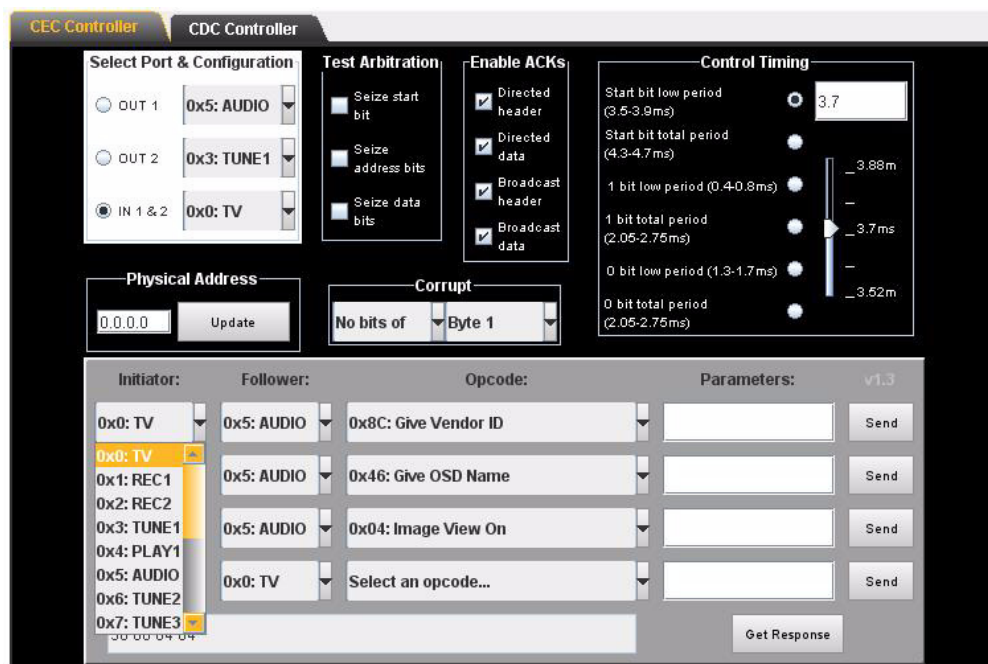 CEC Controller
CDC Controller
Select Port & Configuration
OUT 1
0x5: AUDIO
OUT 2
0x3: TUNE1
IN 1 & 2
0x0: TV
Test Arbitration
Seize start
bit
Seize
address bits
Seize data
bits
Enable ACKs
Directed
header
Directed
data
Broadcast
header
Broadcast
data
Control Timing
Start bit low period
(3.5-3.9ms)
3.7
Start bit total period
(4.3-4.7ms)
1 bit low period (0.4-0.8ms)
1 bit total period
(2.05-2.75ms)
0 bit low period (1.3-1.7ms)
0 bit total period
(2.05-2.75ms)
_3.88m
_
_3.7ms
_
_3.52m
Physical Address
0.0.0.0
Update
Corrupt
No bits of
Byte 1
Initiator:
Follower:
Opcode:
Parameters:
v1.3
0x0: TV
0x5: AUDIO
0x8C: Give Vendor ID
Send
0x0: TV
0x1: REC1
0x2: REC2
0x3: TUNE1
0x4: PLAY1
0x5: AUDIO
0x6: TUNE2
0x7: TUNE3
0x5: AUDIO
0x46: Give OSD Name
Send
0x5: AUDIO
0x04: Image View On
Send
0x0: TV
Select an opcode...
Send
Get Response